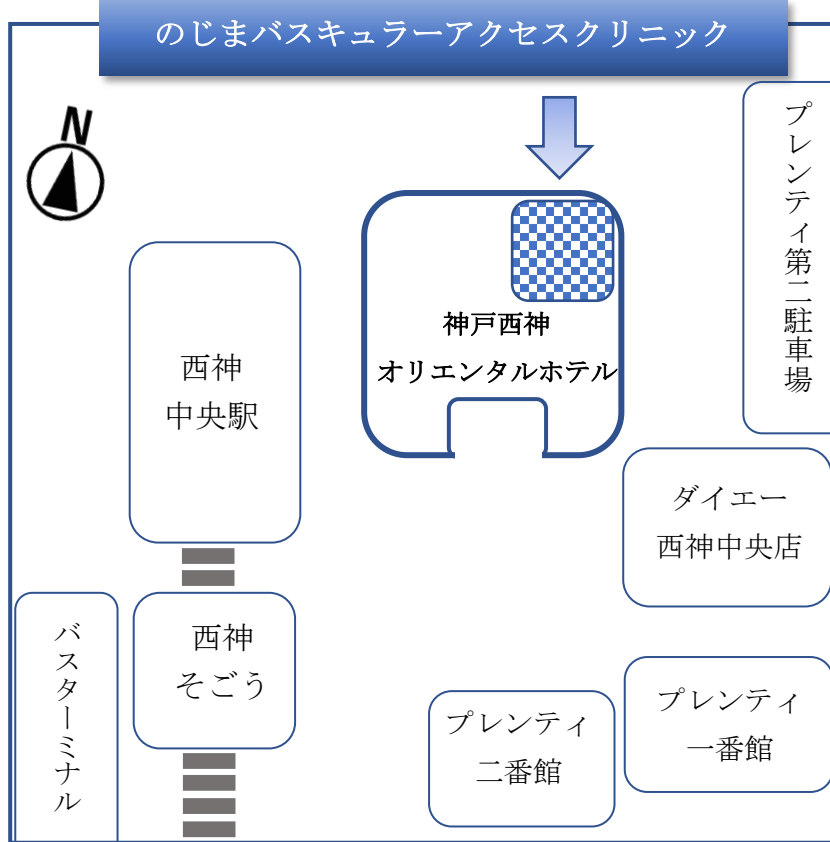 のじまバスキュラーアクセスクリニック
N
プレンティ第二駐車場
神戸西神
オリエンタルホテル
西神
中央駅
ダイエー
西神中央店
バスターミナル
西神
そごう
プレンティ
二番館
プレンティ
一番館